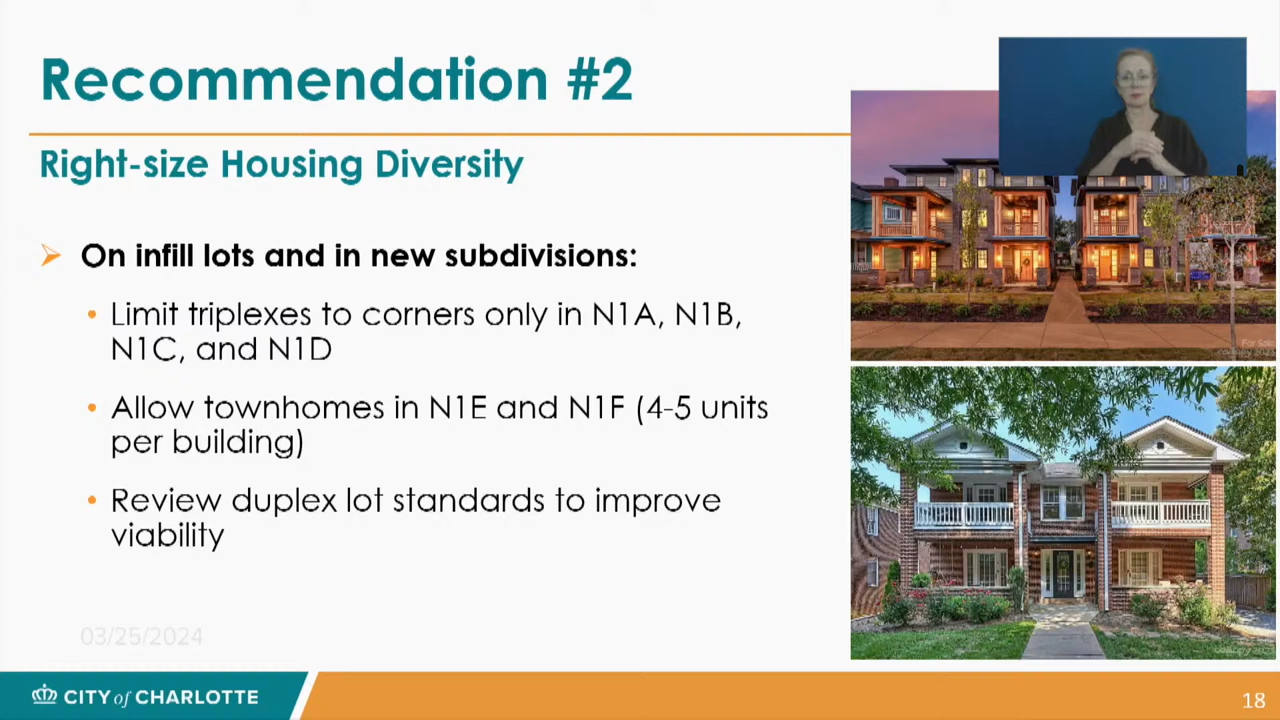 Recommendation #2
Right-size Housing Diversity
On infill lots and in new subdivisions:
• Limit triplexes to corners only in N1A, N1B,
N1C, and N1D
• Allow townhomes in N1E and N1F (4-5 units
per building)
• Review duplex lot standards to improve
viability
03/25/2024
CITY of CHARLOTTE
18
For Sale